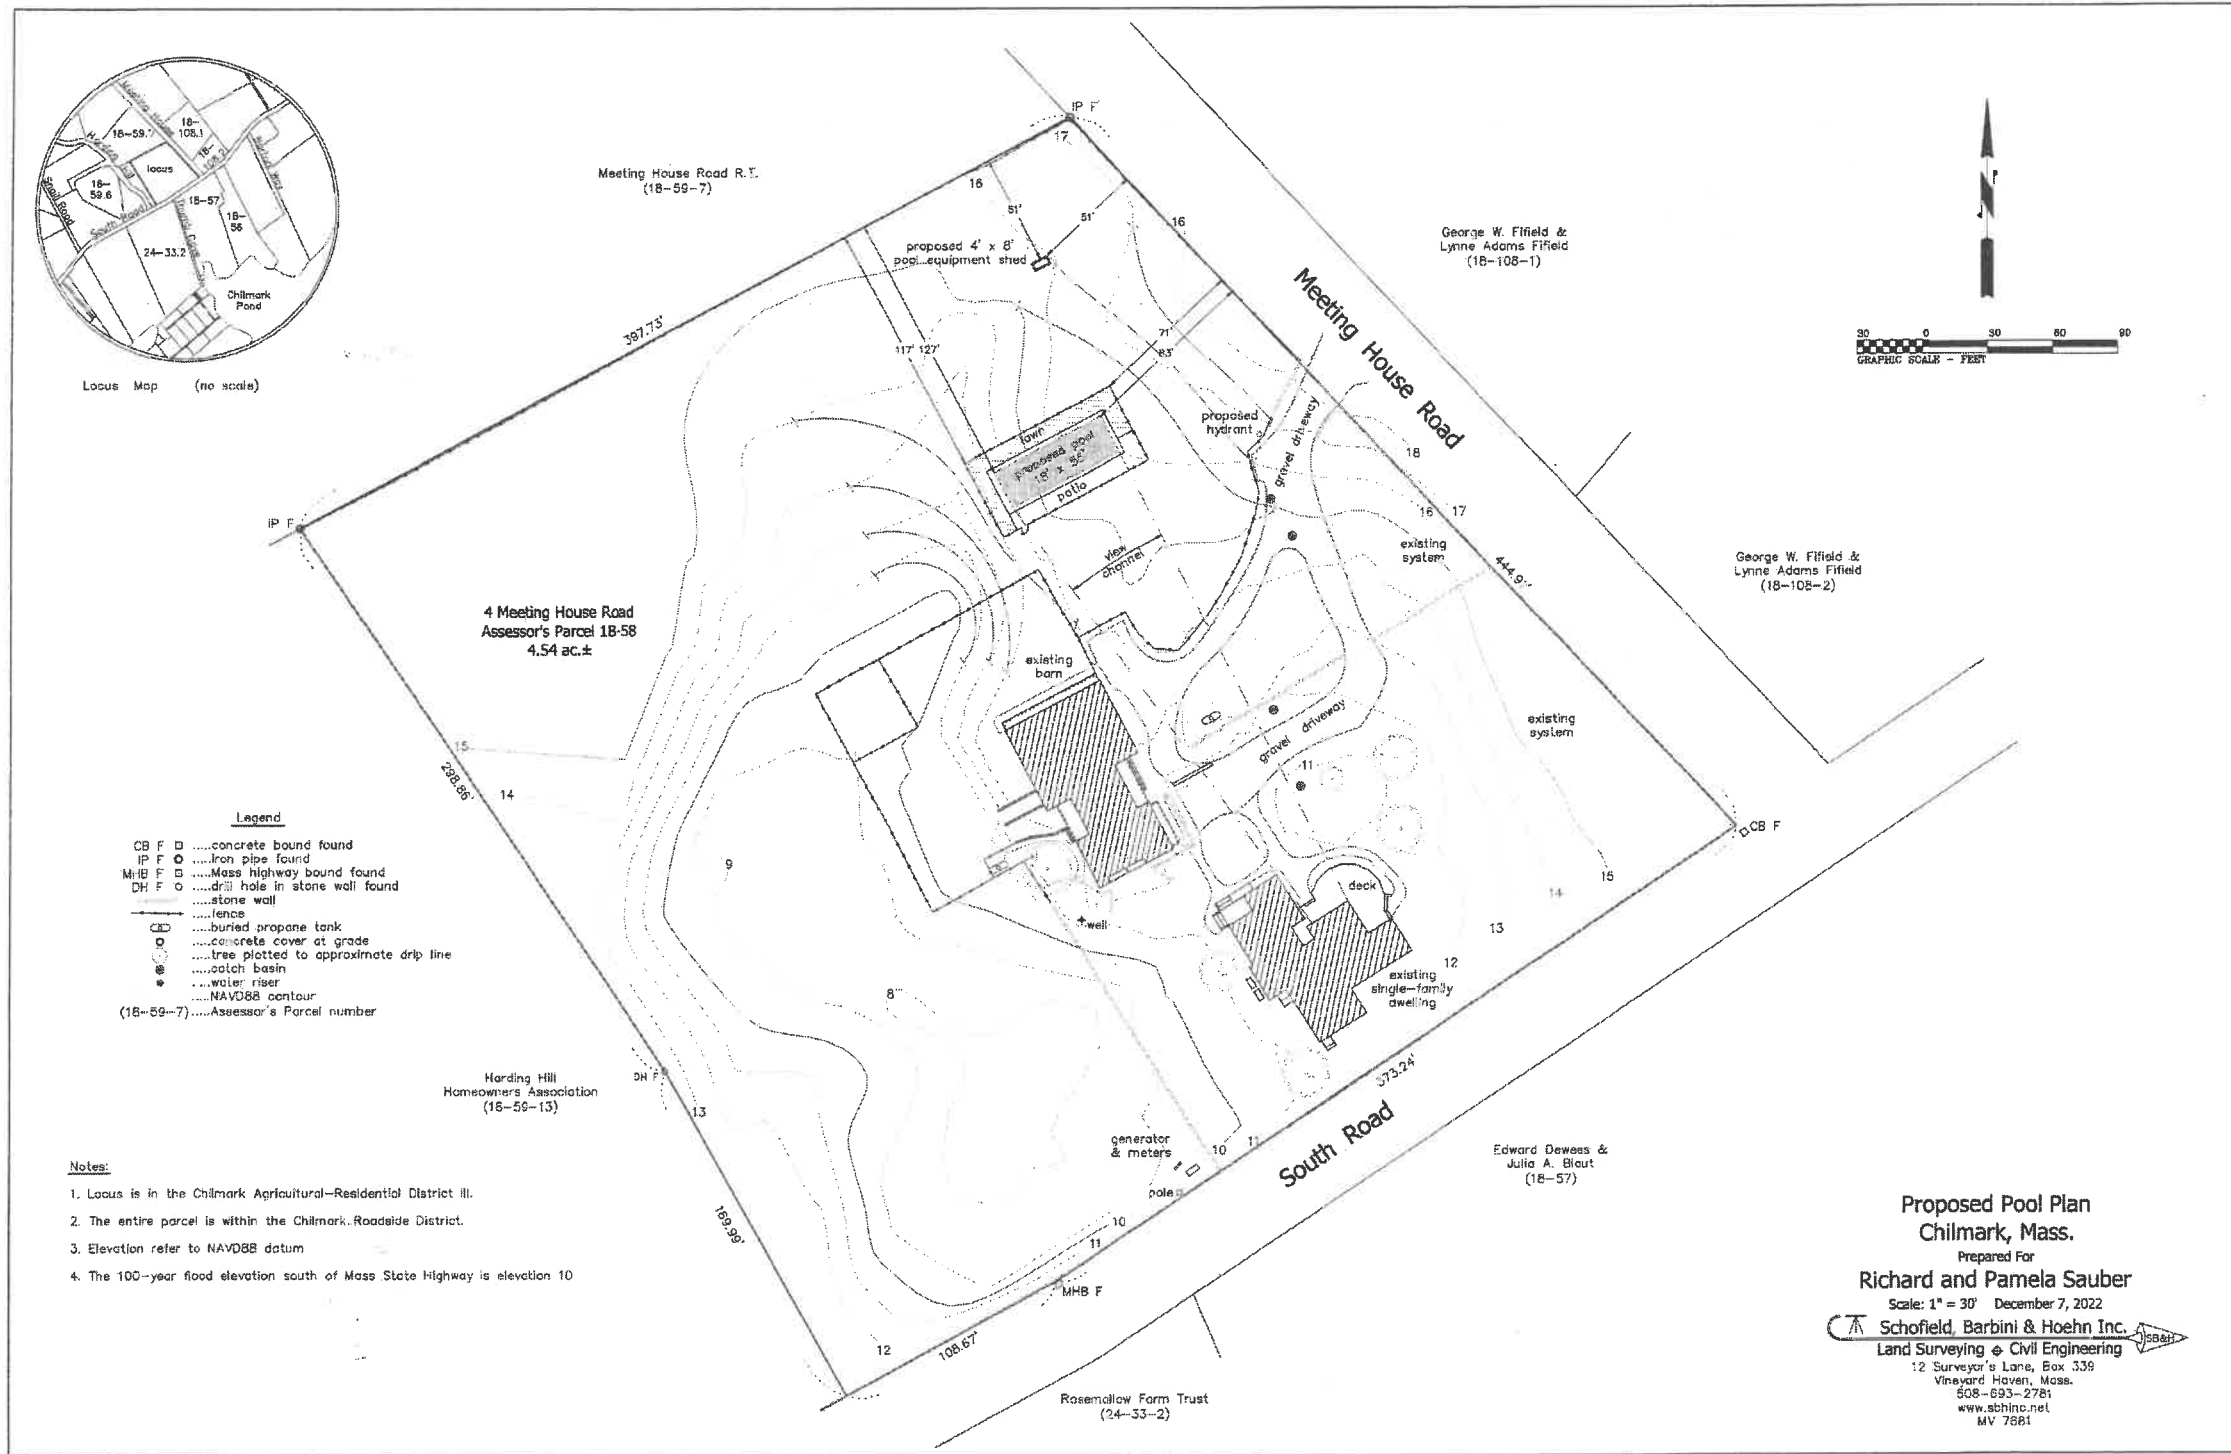 Meeting House
18-59.7
18-
108.1
18-
108.2
Harding Hill
locus
18-
59.6
18-57
18-
56
South Road
24-33.2
Chilmark
Pond
Locus Map (no scale)
IP F
17
Meeting House Road R.T.
(18-59-7)
16
51'
51'
16
proposed 4' x 8'
pool equipment shed
George W. Fifield &
Lynne Adams Fifield
(18-108-1)
30 0 30 60 90
GRAPHIC SCALE - FEET
397.73'
117' 127'
71'
83'
Meeting House Road
proposed
hydrant
gravel driveway
lawn
proposed pool
18' x 56'
patio
18
16 17
IP F
view
channel
existing
system
444.91'
George W. Fifield &
Lynne Adams Fifield
(18-108-2)
4 Meeting House Road
Assessor's Parcel 18-58
4.54 ac.±
existing
barn
existing
system
gravel driveway
15
298.86'
14
11
Legend
CB F .....concrete bound found
IP F .....iron pipe found
MHB F .....Mass highway bound found
DH F .....drill hole in stone wall found
.....stone wall
.....fence
.....buried propane tank
.....concrete cover at grade
.....tree plotted to approximate drip line
.....catch basin
.....water riser
.....NAVD88 contour
(18-59-7).....Assessor's Parcel number
9
CB F
deck
15
14
well
13
12
8
existing
single-family
dwelling
DH F
Harding Hill
Homeowners Association
(18-59-13)
13
373.24'
generator
& meters
10 11
South Road
pole
Edward Dewees &
Julia A. Blaut
(18-57)
Notes:
1. Locus is in the Chilmark Agricultural-Residential District III.
2. The entire parcel is within the Chilmark Roadside District.
3. Elevation refer to NAVD88 datum
4. The 100-year flood elevation south of Mass State Highway is elevation 10
169.99'
10
11
MHB F
12
108.67'
Rosemallow Farm Trust
(24-33-2)
Proposed Pool Plan
Chilmark, Mass.
Prepared For
Richard and Pamela Sauber
Scale: 1" = 30' December 7, 2022
Schofield, Barbini & Hoehn Inc.
SB&H
Land Surveying Civil Engineering
12 Surveyor's Lane, Box 339
Vineyard Haven, Mass.
508-693-2781
www.sbhinc.net
MV 7881